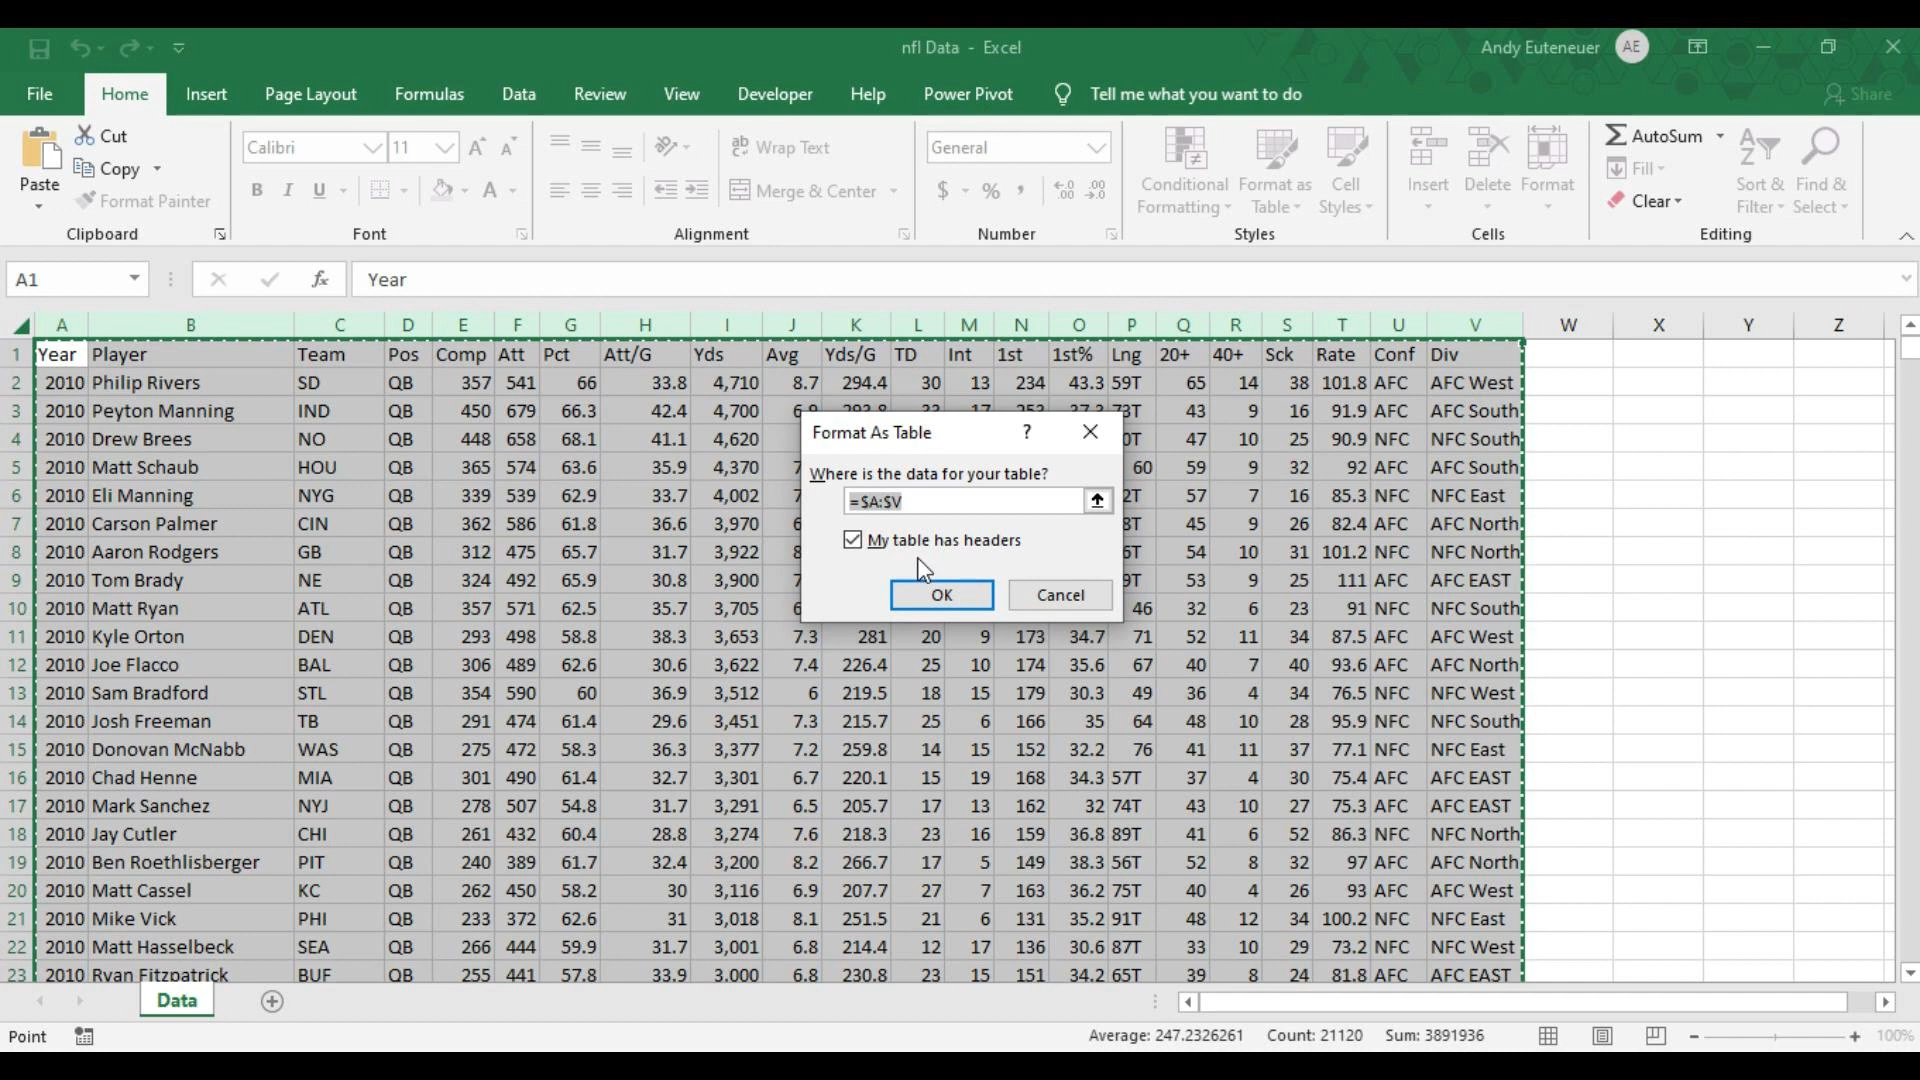 nfl Data - Excel
Andy Euteneuer AE
File Home Insert Page Layout Formulas Data Review View Developer Help Power Pivot Tell me what you want to do Share
Cut
Copy
Format Painter
Paste
Clipboard
Calibri 11
B I U
Font
Wrap Text
Merge & Center
Alignment
General
$ % ,
Number
Conditional Formatting
Format as Table
Cell Styles
Styles
Insert Delete Format
Cells
AutoSum
Fill
Clear
Sort & Filter
Find & Select
Editing
A1 fx Year
A B C D E F G H I J K L M N O P Q R S T U V W X Y Z
1 Year Player Team Pos Comp Att Pct Att/G Yds Avg Yds/G TD Int 1st 1st% Lng 20+ 40+ Sck Rate Conf Div
2 2010 Philip Rivers SD QB 357 541 66 33.8 4,710 8.7 294.4 30 13 234 43.3 59T 65 14 38 101.8 AFC AFC West
3 2010 Peyton Manning IND QB 450 679 66.3 42.4 4,700 43 9 16 91.9 AFC AFC South
4 2010 Drew Brees NO QB 448 658 68.1 41.1 4,620 47 10 25 90.9 NFC NFC South
5 2010 Matt Schaub HOU QB 365 574 63.6 35.9 4,370 60 59 9 32 92 AFC AFC South
6 2010 Eli Manning NYG QB 339 539 62.9 33.7 4,002 57 7 16 85.3 NFC NFC East
7 2010 Carson Palmer CIN QB 362 586 61.8 36.6 3,970 45 9 26 82.4 AFC AFC North
8 2010 Aaron Rodgers GB QB 312 475 65.7 31.7 3,922 54 10 31 101.2 NFC NFC North
9 2010 Tom Brady NE QB 324 492 65.9 30.8 3,900 53 9 25 111 AFC AFC EAST
10 2010 Matt Ryan ATL QB 357 571 62.5 35.7 3,705 46 32 6 23 91 NFC NFC South
11 2010 Kyle Orton DEN QB 293 498 58.8 38.3 3,653 7.3 281 20 9 173 34.7 71 52 11 34 87.5 AFC AFC West
12 2010 Joe Flacco BAL QB 306 489 62.6 30.6 3,622 7.4 226.4 25 10 174 35.6 67 40 7 40 93.6 AFC AFC North
13 2010 Sam Bradford STL QB 354 590 60 36.9 3,512 6 219.5 18 15 179 30.3 49 36 4 34 76.5 NFC NFC West
14 2010 Josh Freeman TB QB 291 474 61.4 29.6 3,451 7.3 215.7 25 6 166 35 64 48 10 28 95.9 NFC NFC South
15 2010 Donovan McNabb WAS QB 275 472 58.3 36.3 3,377 7.2 259.8 14 15 152 32.2 76 41 11 37 77.1 NFC NFC East
16 2010 Chad Henne MIA QB 301 490 61.4 32.7 3,301 6.7 220.1 15 19 168 34.3 57T 37 4 30 75.4 AFC AFC EAST
17 2010 Mark Sanchez NYJ QB 278 507 54.8 31.7 3,291 6.5 205.7 17 13 162 32 74T 43 10 27 75.3 AFC AFC EAST
18 2010 Jay Cutler CHI QB 261 432 60.4 28.8 3,274 7.6 218.3 23 16 159 36.8 89T 41 6 52 86.3 NFC NFC North
19 2010 Ben Roethlisberger PIT QB 240 389 61.7 32.4 3,200 8.2 266.7 17 5 149 38.3 56T 52 8 32 97 AFC AFC North
20 2010 Matt Cassel KC QB 262 450 58.2 30 3,116 6.9 207.7 27 7 163 36.2 75T 40 4 26 93 AFC AFC West
21 2010 Mike Vick PHI QB 233 372 62.6 31 3,018 8.1 251.5 21 6 131 35.2 91T 48 12 34 100.2 NFC NFC East
22 2010 Matt Hasselbeck SEA QB 266 444 59.9 31.7 3,001 6.8 214.4 12 17 136 30.6 87T 33 10 29 73.2 NFC NFC West
23 2010 Ryan Fitzpatrick BUF QB 255 441 57.8 33.9 3,000 6.8 230.8 23 15 151 34.2 65T 39 8 24 81.8 AFC AFC EAST
Format As Table ?
Where is the data for your table?
=$A:$V
My table has headers
OK Cancel
Data
Point
Average: 247.2326261 Count: 21120 Sum: 3891936 100%